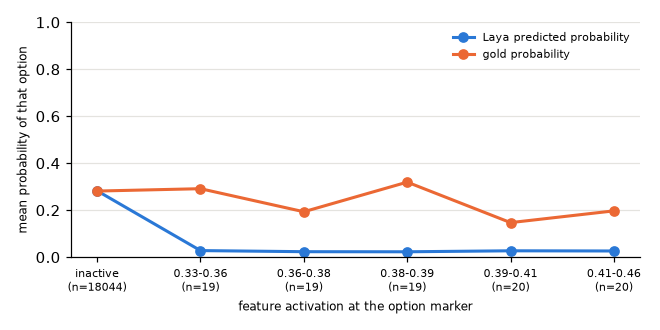 1.0
0.8
0.6
0.4
0.2
0.0
mean probability of that option
Laya predicted probability
gold probability
inactive
(n=18044)
0.33-0.36
(n=19)
0.36-0.38
(n=19)
0.38-0.39
(n=19)
0.39-0.41
(n=20)
0.41-0.46
(n=20)
feature activation at the option marker